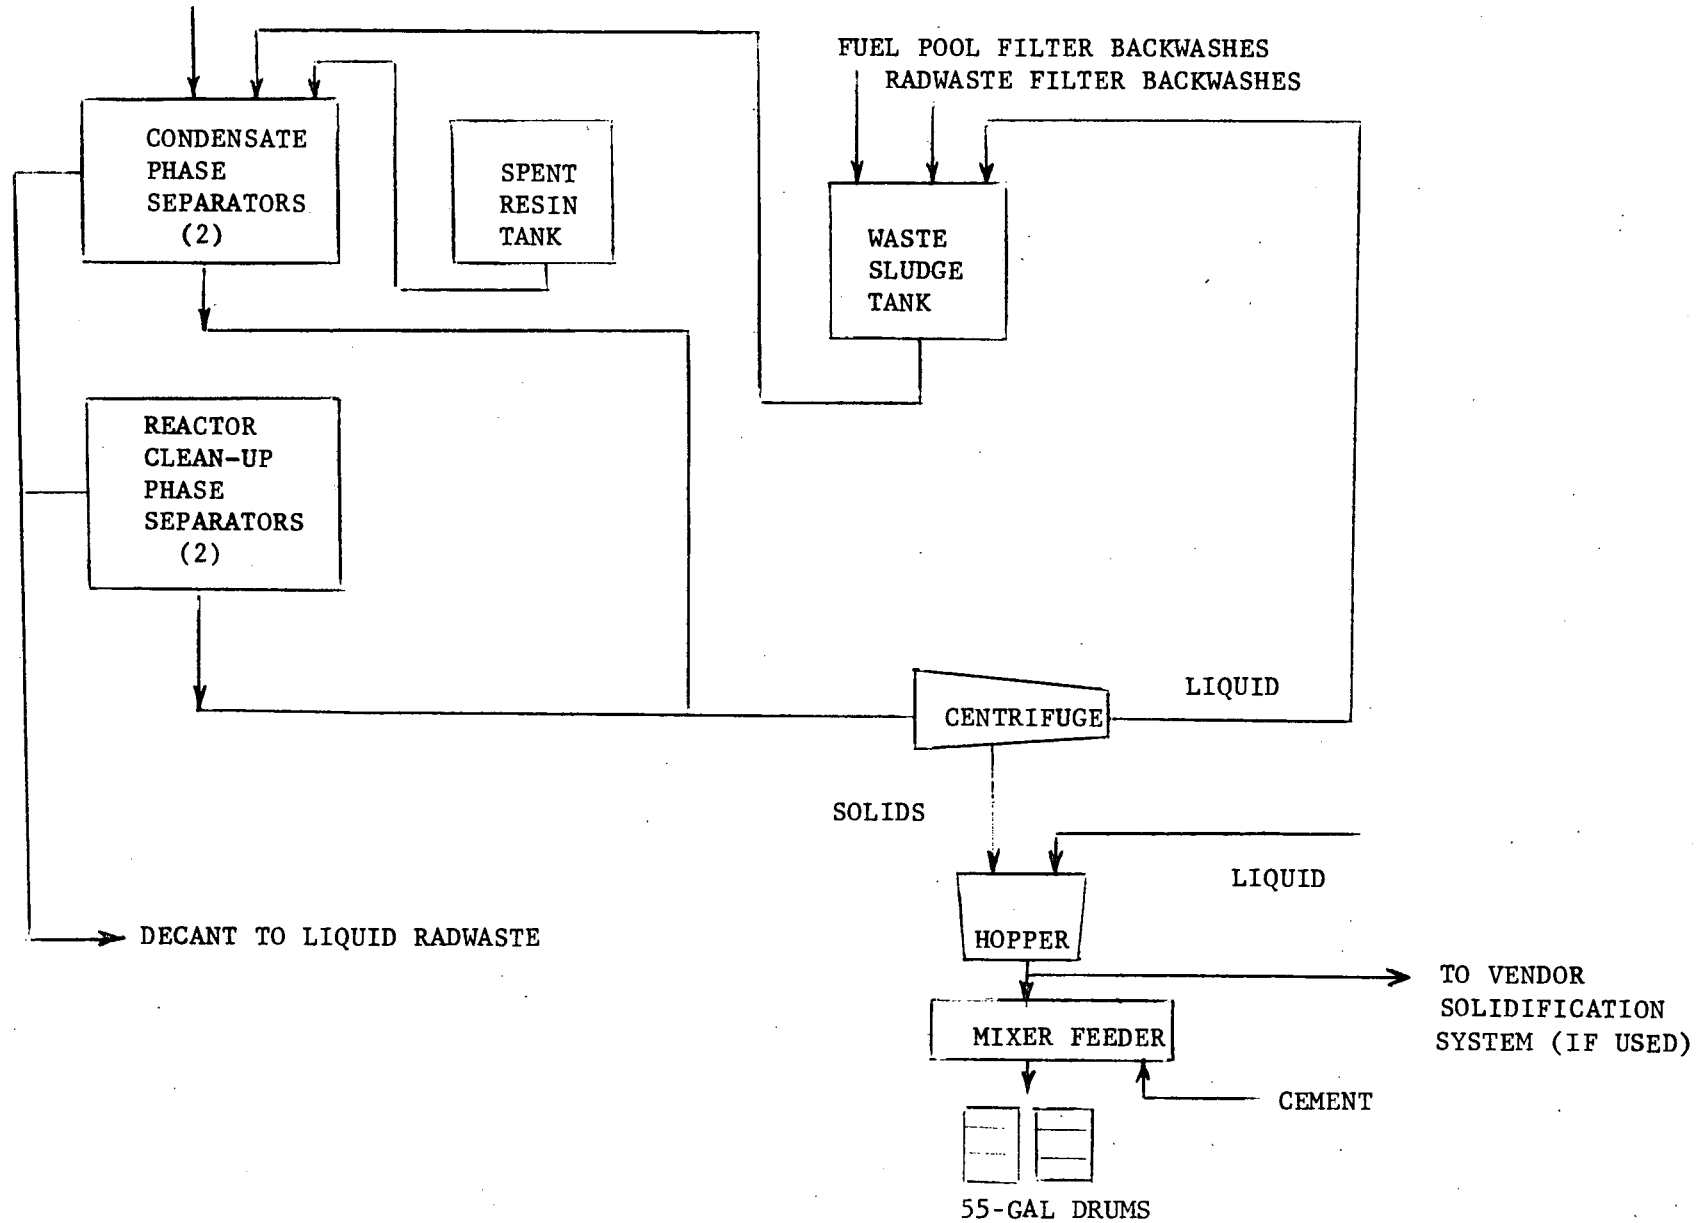 FUEL POOL FILTER BACKWASHES
RADWASTE FILTER BACKWASHES
CONDENSATE
PHASE
SEPARATORS
(2)
SPENT
RESIN
TANK
WASTE
SLUDGE
TANK
REACTOR
CLEAN-UP
PHASE
SEPARATORS
(2)
LIQUID
CENTRIFUGE
SOLIDS
LIQUID
HOPPER
DECANT TO LIQUID RADWASTE
TO VENDOR
SOLIDIFICATION
SYSTEM (IF USED)
MIXER FEEDER
CEMENT
55-GAL DRUMS